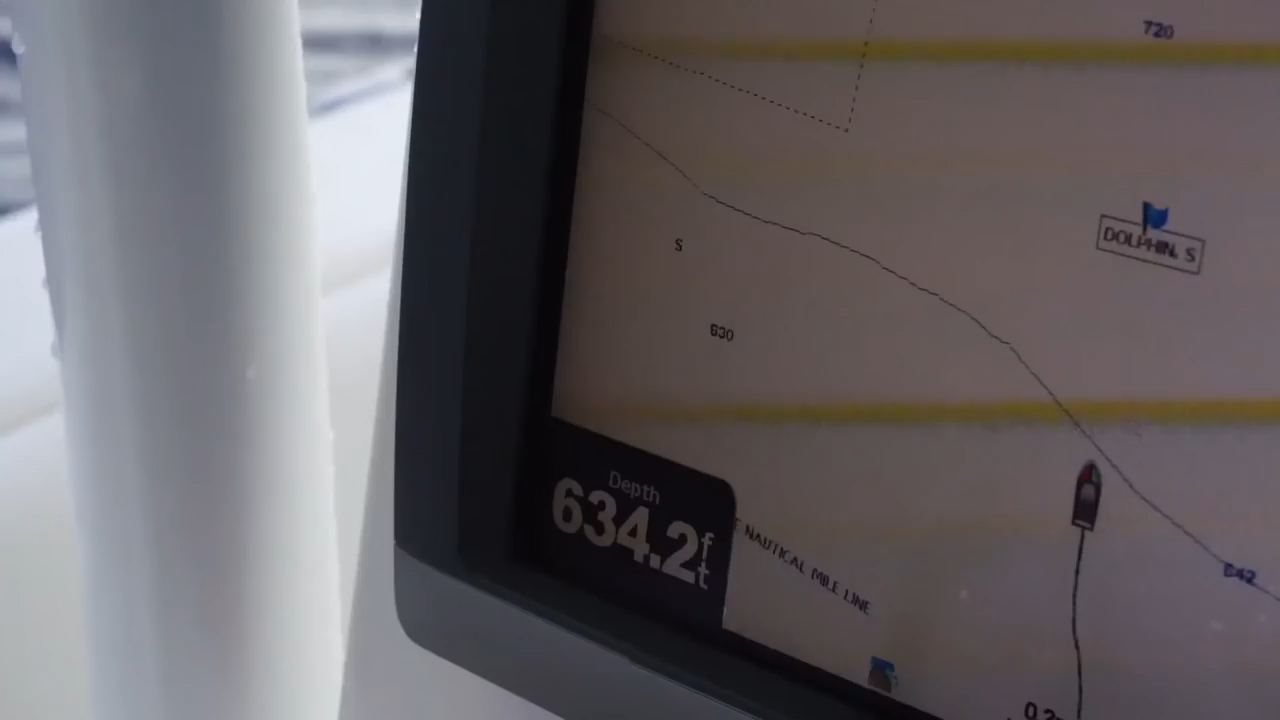 720
DOLPHIN, S
S
630
Depth
634.2ft
NAUTICAL MILE LINE
642